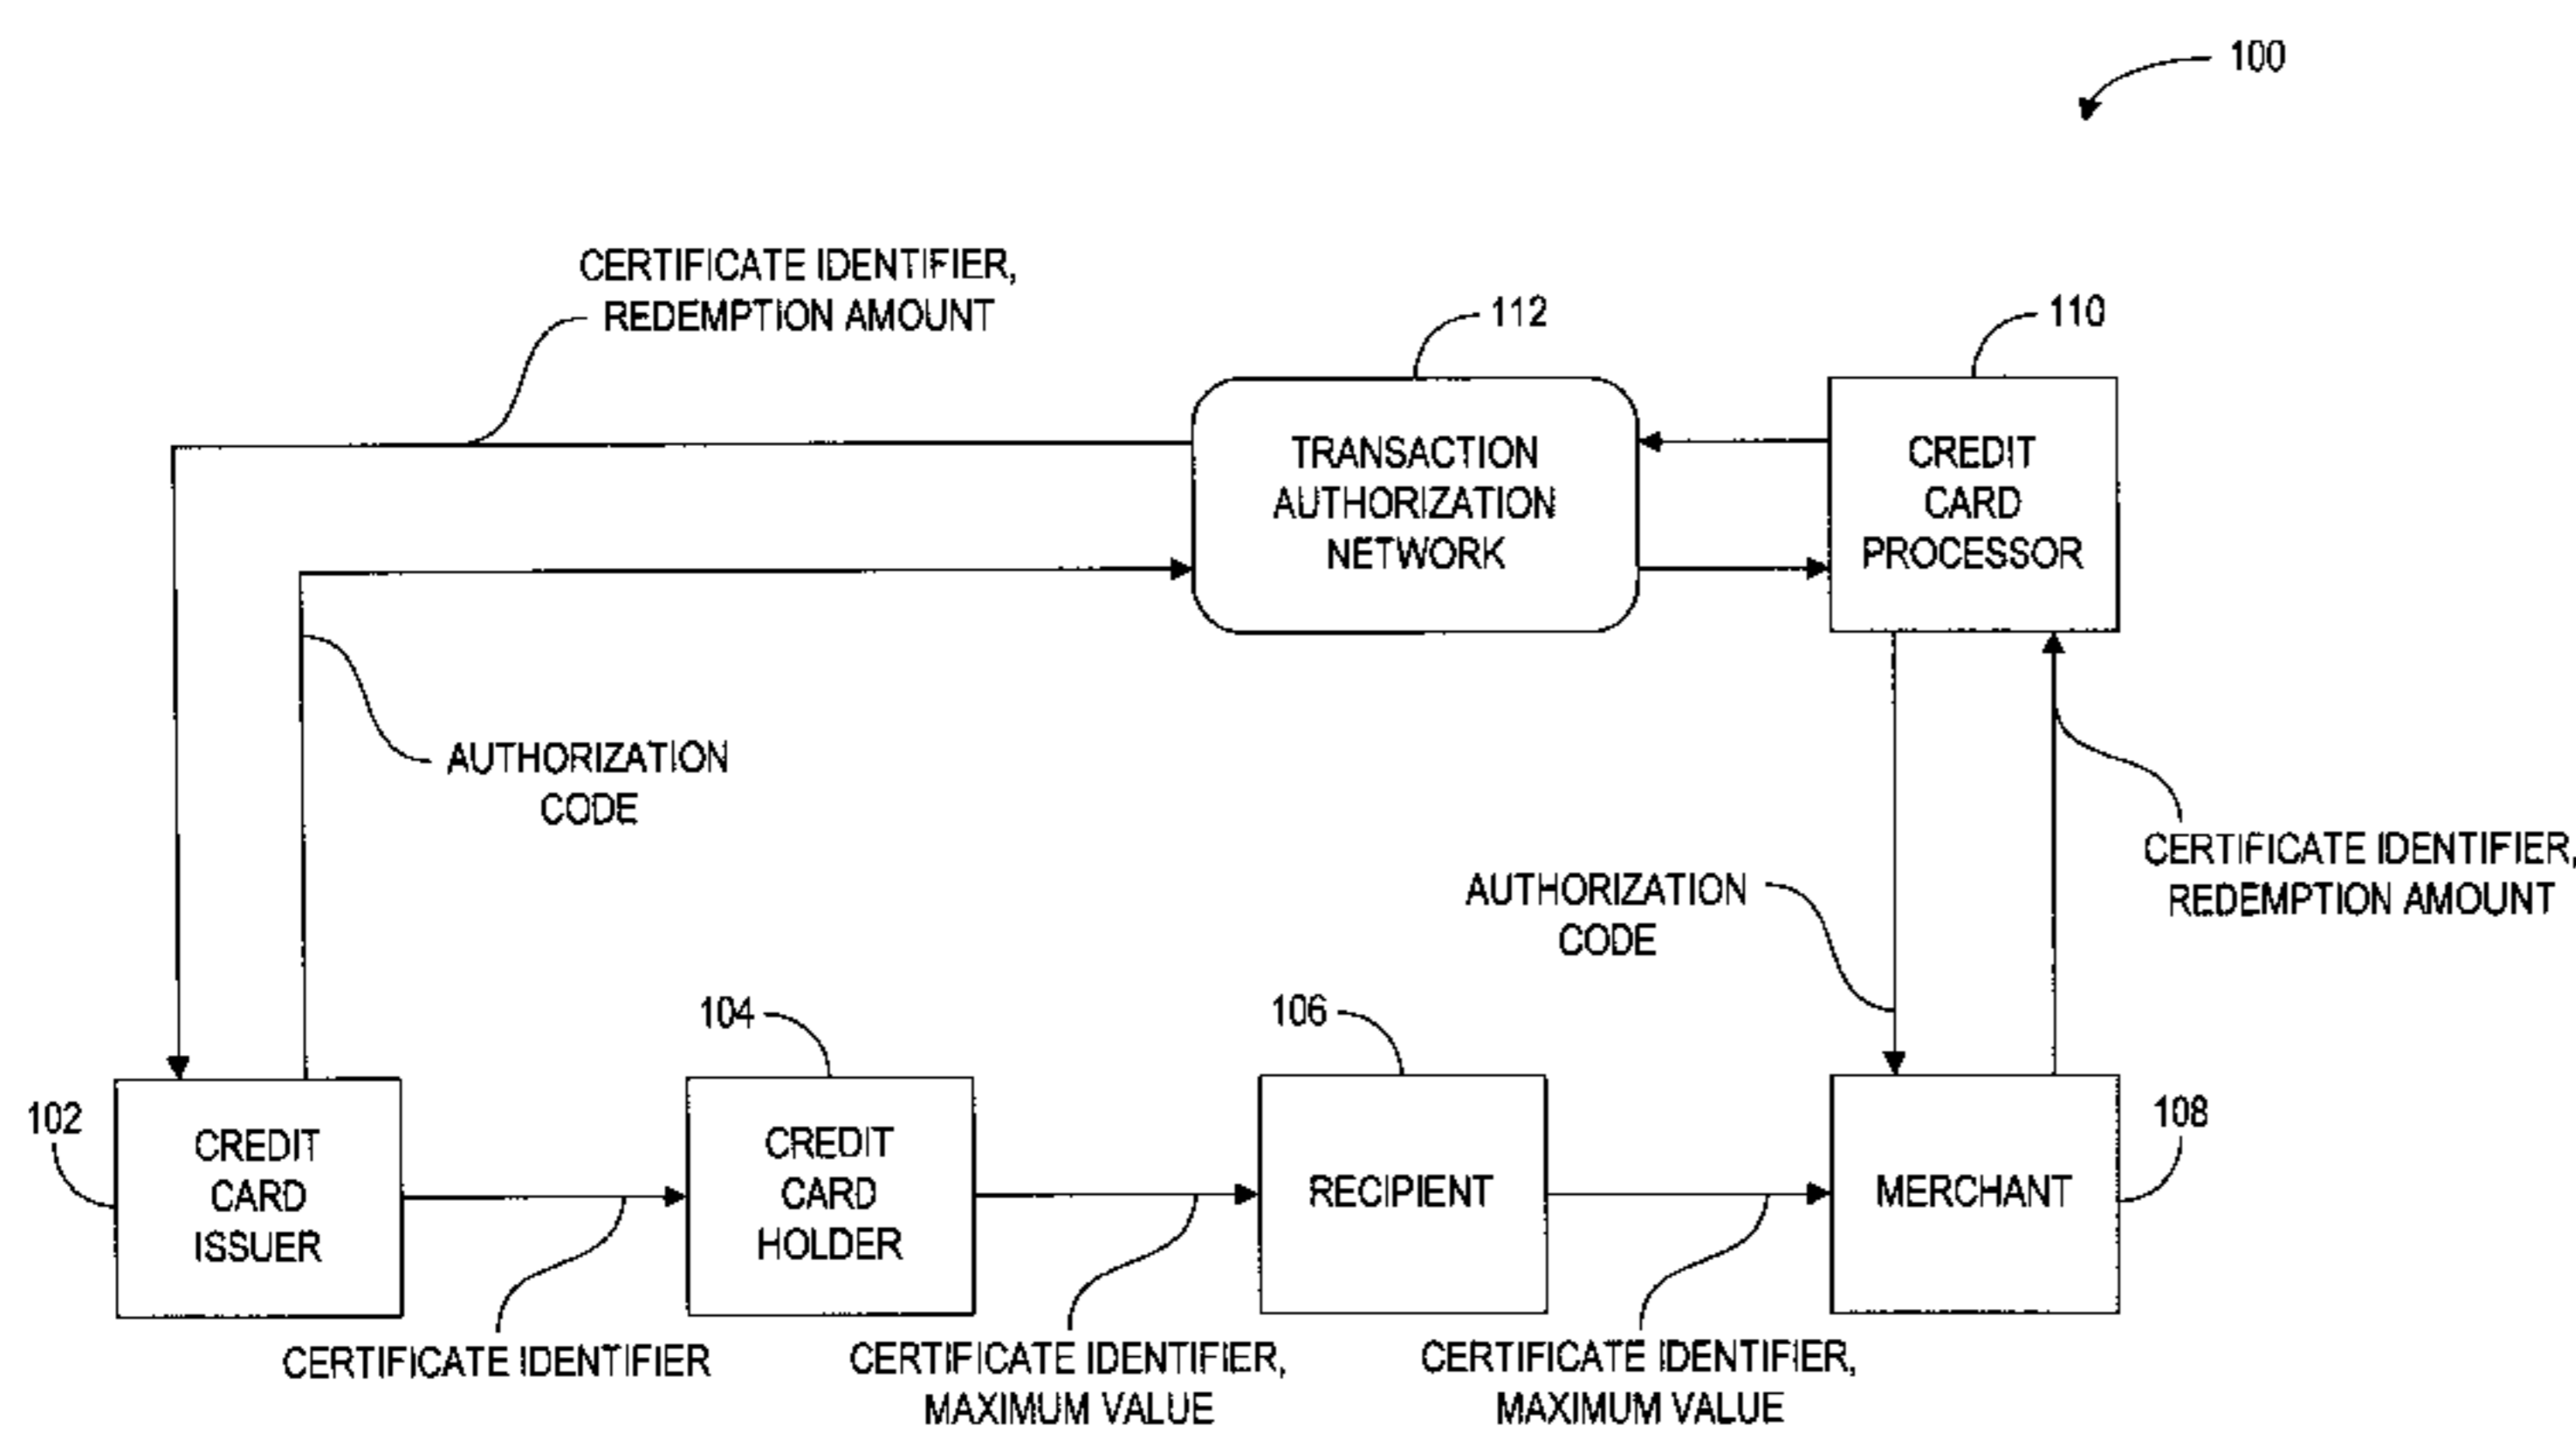 100
CERTIFICATE IDENTIFIER,
REDEMPTION AMOUNT
112
110
TRANSACTION
AUTHORIZATION
NETWORK
CREDIT
CARD
PROCESSOR
AUTHORIZATION
CODE
CERTIFICATE IDENTIFIER,
REDEMPTION AMOUNT
AUTHORIZATION
CODE
104
106
102
108
CREDIT
CARD
ISSUER
CREDIT
CARD
HOLDER
RECIPIENT
MERCHANT
CERTIFICATE IDENTIFIER
CERTIFICATE IDENTIFIER,
MAXIMUM VALUE
CERTIFICATE IDENTIFIER,
MAXIMUM VALUE